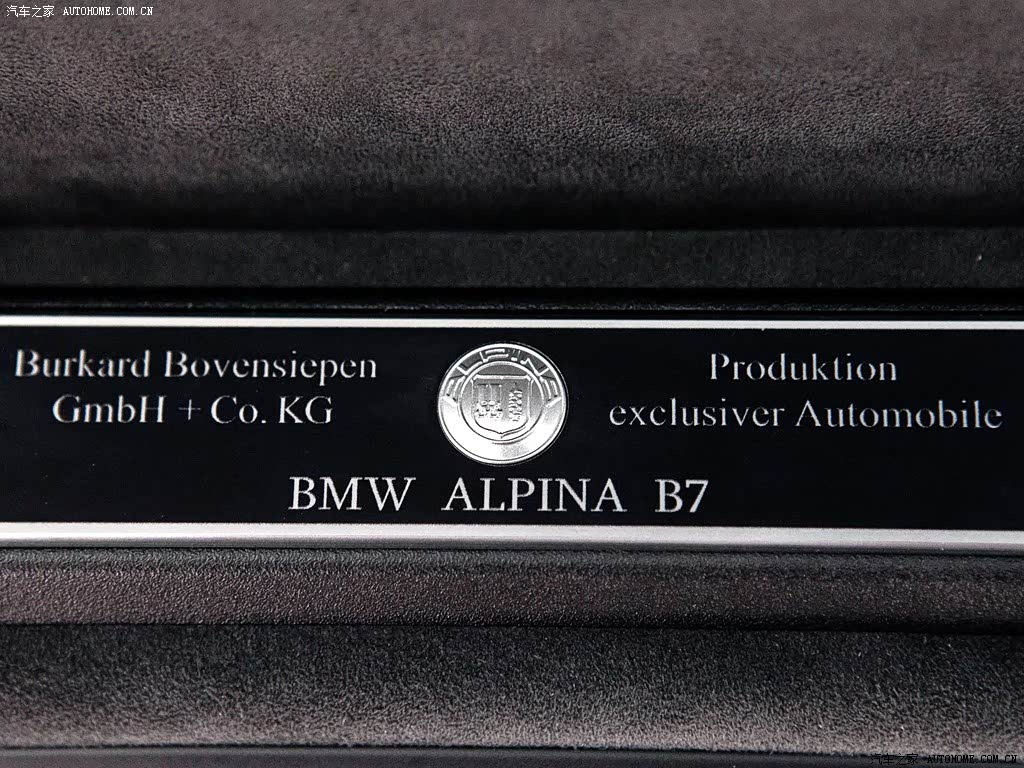 汽车之家 AUTOHOME.COM.CN
Burkard Bovensiepen
GmbH + Co. KG
ALPINA
Produktion
exclusiver Automobile
BMW ALPINA B7
汽车之家 AUTOHOME.COM.CN